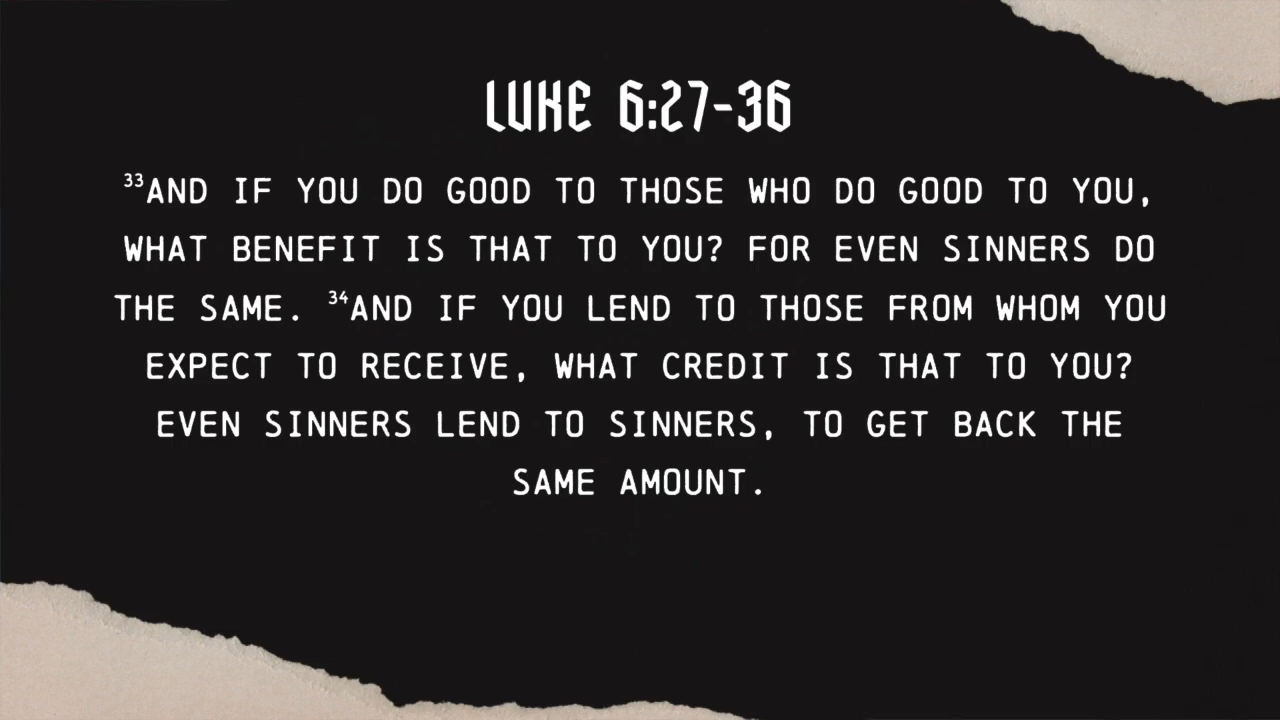 LUKE 6:27-36
³³AND IF YOU DO GOOD TO THOSE WHO DO GOOD TO YOU,
WHAT BENEFIT IS THAT TO YOU? FOR EVEN SINNERS DO
THE SAME. ³⁴AND IF YOU LEND TO THOSE FROM WHOM YOU
EXPECT TO RECEIVE, WHAT CREDIT IS THAT TO YOU?
EVEN SINNERS LEND TO SINNERS, TO GET BACK THE
SAME AMOUNT.